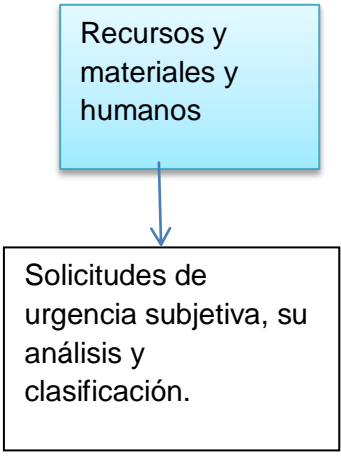 Recursos y
materiales y
humanos
Solicitudes de
urgencia subjetiva, su
análisis y
clasificación.